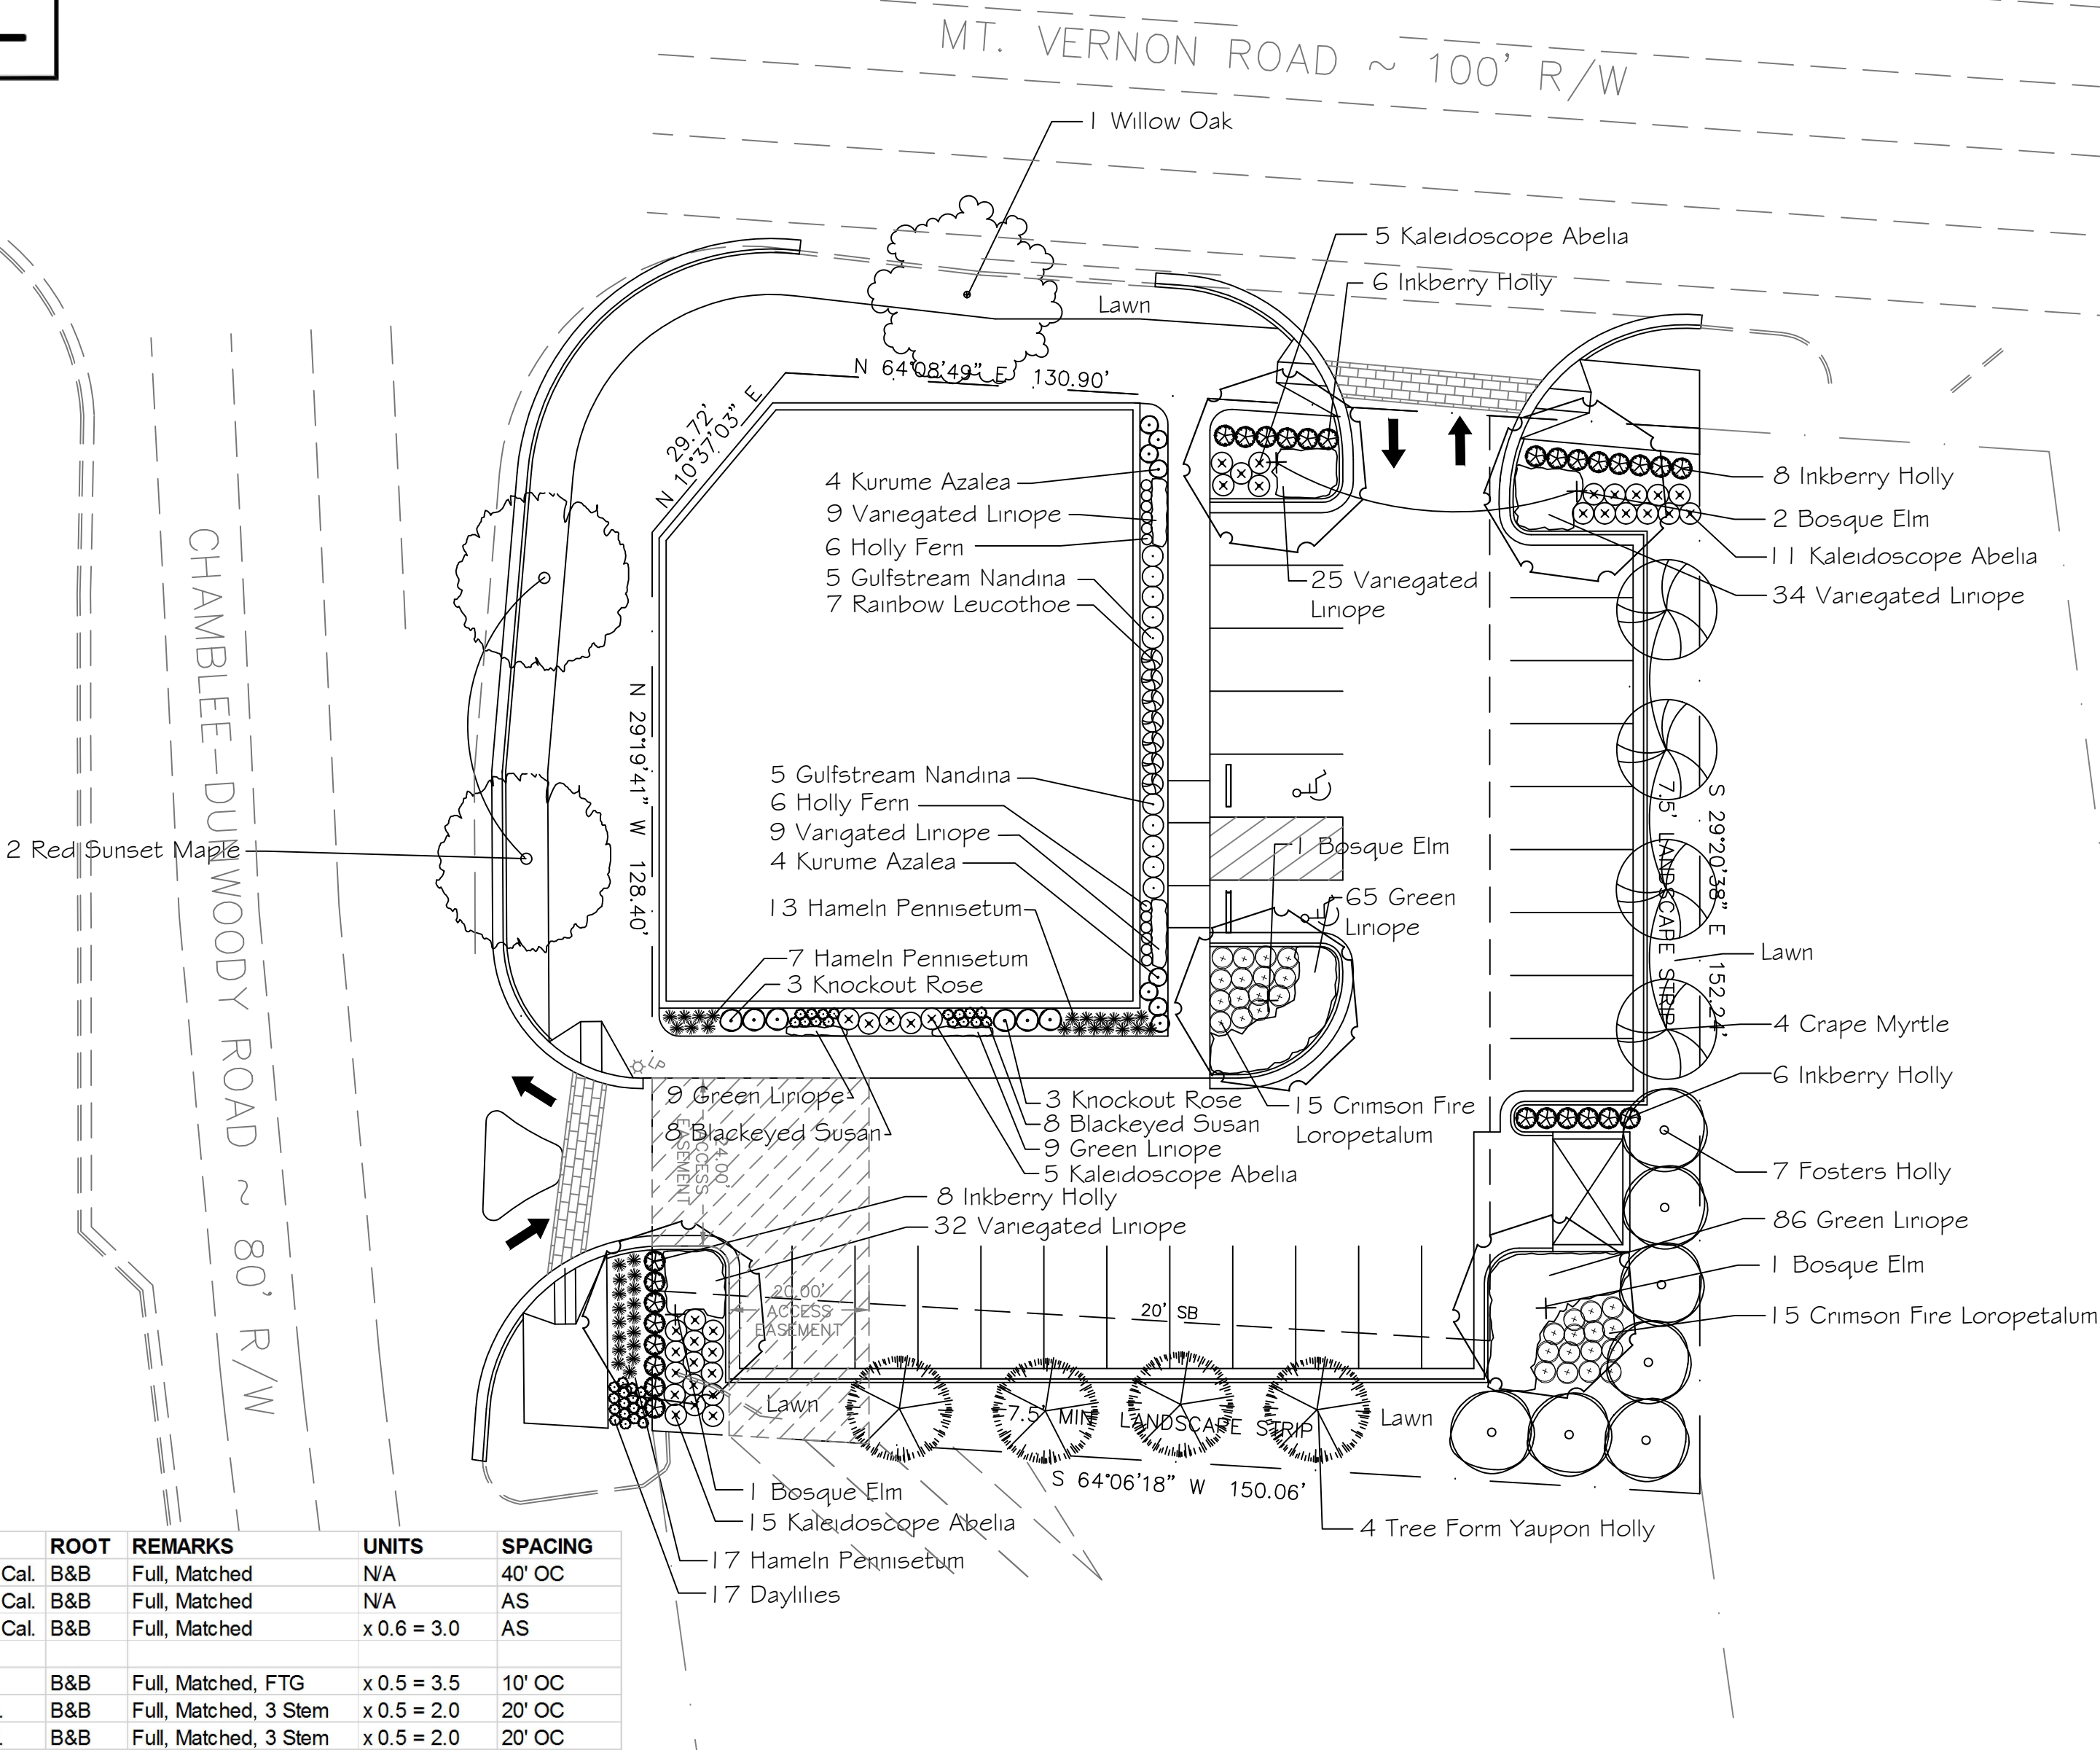 MT. VERNON ROAD ~ 100' R/W
1 Willow Oak
5 Kaleidoscope Abelia
6 Inkberry Holly
Lawn
N 64°08'49" E 130.90'
29.72'
N 10°37'03" E
4 Kurume Azalea
9 Variegated Liriope
6 Holly Fern
5 Gulfstream Nandina
7 Rainbow Leucothoe
25 Variegated
Liriope
8 Inkberry Holly
2 Bosque Elm
11 Kaleidoscope Abelia
34 Variegated Liriope
CHAMBLEE-DUNWOODY ROAD ~ 80' R/W
N 29°19'41" W 128.40'
5 Gulfstream Nandina
6 Holly Fern
9 Varigated Liriope
4 Kurume Azalea
13 Hameln Pennisetum
7 Hameln Pennisetum
3 Knockout Rose
2 Red Sunset Maple
1 Bosque Elm
65 Green
Liriope
7.5' LANDSCAPE STRIP
S 29°20'38" E 152.24'
Lawn
4 Crape Myrtle
6 Inkberry Holly
7 Fosters Holly
86 Green Liriope
1 Bosque Elm
15 Crimson Fire Loropetalum
LP
9 Green Liriope
8 Blackeyed Susan
3 Knockout Rose
8 Blackeyed Susan
9 Green Liriope
5 Kaleidoscope Abelia
15 Crimson Fire
Loropetalum
24.00'
ACCESS
EASEMENT
8 Inkberry Holly
32 Variegated Liriope
20.00'
ACCESS
EASEMENT
20' SB
Lawn
7.5' MIN LANDSCAPE STRIP
Lawn
S 64°06'18" W 150.06'
1 Bosque Elm
15 Kaleidoscope Abelia
17 Hameln Pennisetum
17 Daylilies
4 Tree Form Yaupon Holly
ROOT REMARKS UNITS SPACING
Cal. B&B Full, Matched N/A 40' OC
Cal. B&B Full, Matched N/A AS
Cal. B&B Full, Matched x 0.6 = 3.0 AS
B&B Full, Matched, FTG x 0.5 = 3.5 10' OC
B&B Full, Matched, 3 Stem x 0.5 = 2.0 20' OC
B&B Full, Matched, 3 Stem x 0.5 = 2.0 20' OC